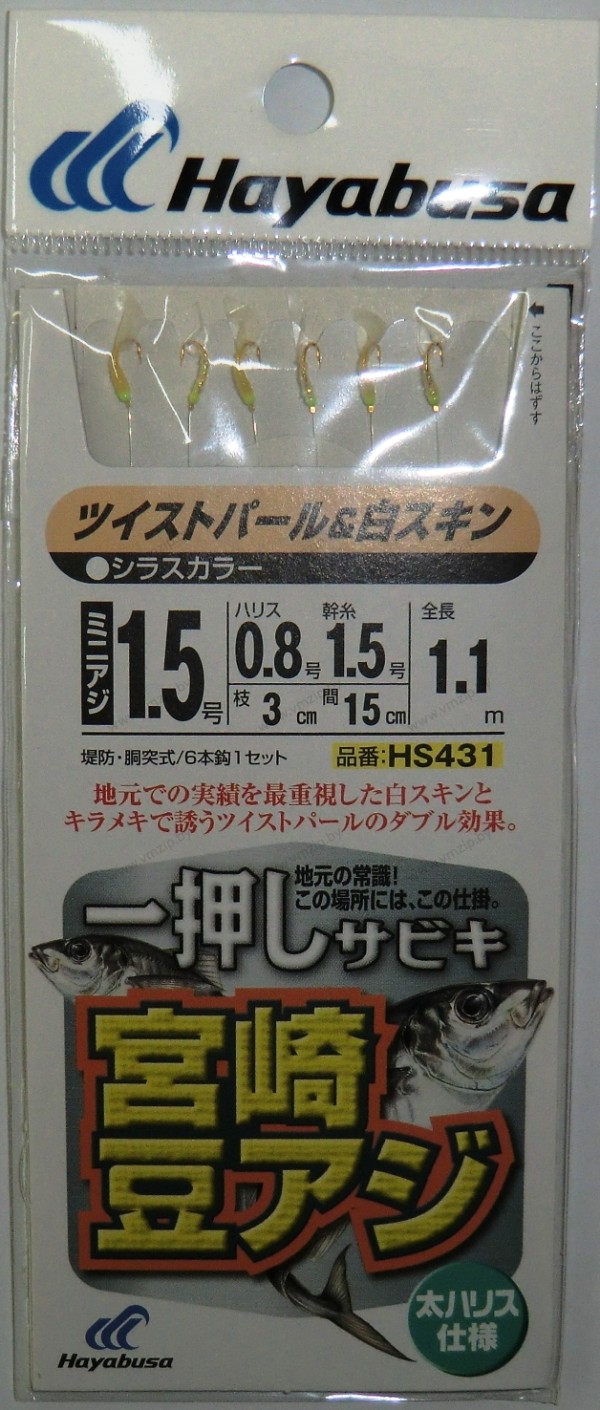 Hayabusa
←ここからはずす
ツイストパール&白スキン
●シラスカラー
ミニアジ
1.5号
ハリス
0.8号
幹糸
1.5号
全長
1.1m
枝
3cm
間
15cm
堤防・胴突式/6本鈎1セット
品番:HS431
地元での実績を最重視した白スキンと
キラメキで誘うツイストパールのダブル効果。
地元の常識!
この場所には、この仕掛。
一押しサビキ
宮崎
豆アジ
太ハリス
仕様
Hayabusa